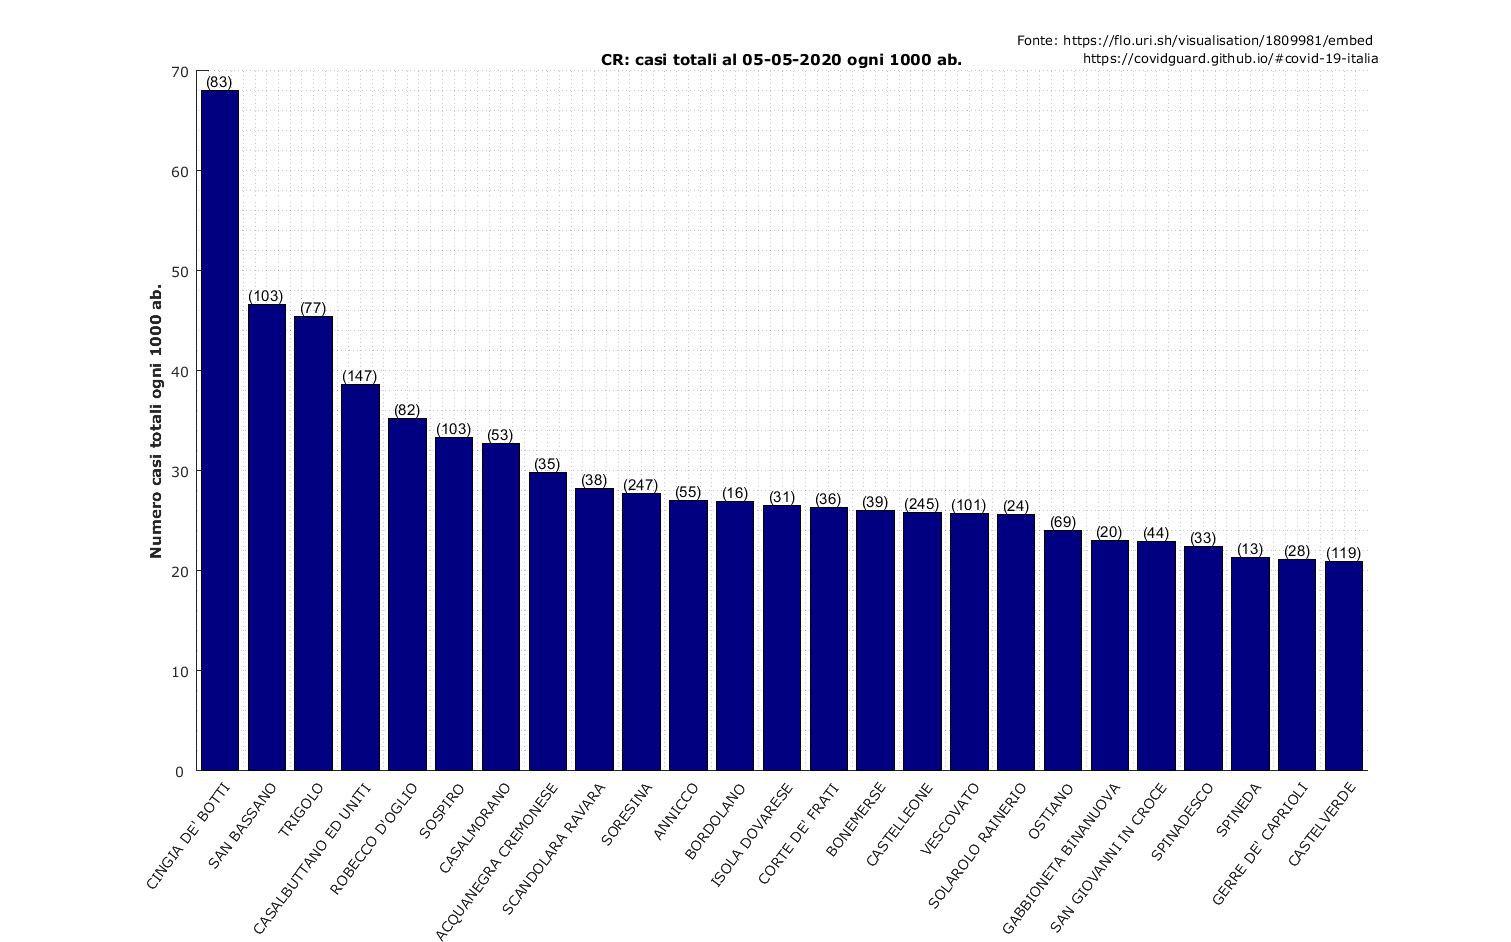 Fonte: https://flo.uri.sh/visualisation/1809981/embed
https://covidguard.github.io/#covid-19-italia
CR: casi totali al 05-05-2020 ogni 1000 ab.
Numero casi totali ogni 1000 ab.
70
60
50
40
30
20
10
0
(83)
(103)
(77)
(147)
(82)
(103)
(53)
(35)
(38)
(247)
(55)
(16)
(31)
(36)
(39)
(245)
(101)
(24)
(69)
(20)
(44)
(33)
(13)
(28)
(119)
CINGIA DE' BOTTI
SAN BASSANO
TRIGOLO
CASALBUTTANO ED UNITI
ROBECCO D'OGLIO
SOSPIRO
CASALMORANO
ACQUANEGRA CREMONESE
SCANDOLARA RAVARA
SORESINA
ANNICCO
BORDOLANO
ISOLA DOVARESE
CORTE DE' FRATI
BONEMERSE
CASTELLEONE
VESCOVATO
SOLAROLO RAINERIO
OSTIANO
GABBIONETA BINANUOVA
SAN GIOVANNI IN CROCE
SPINADESCO
SPINEDA
GERRE DE' CAPRIOLI
CASTELVERDE